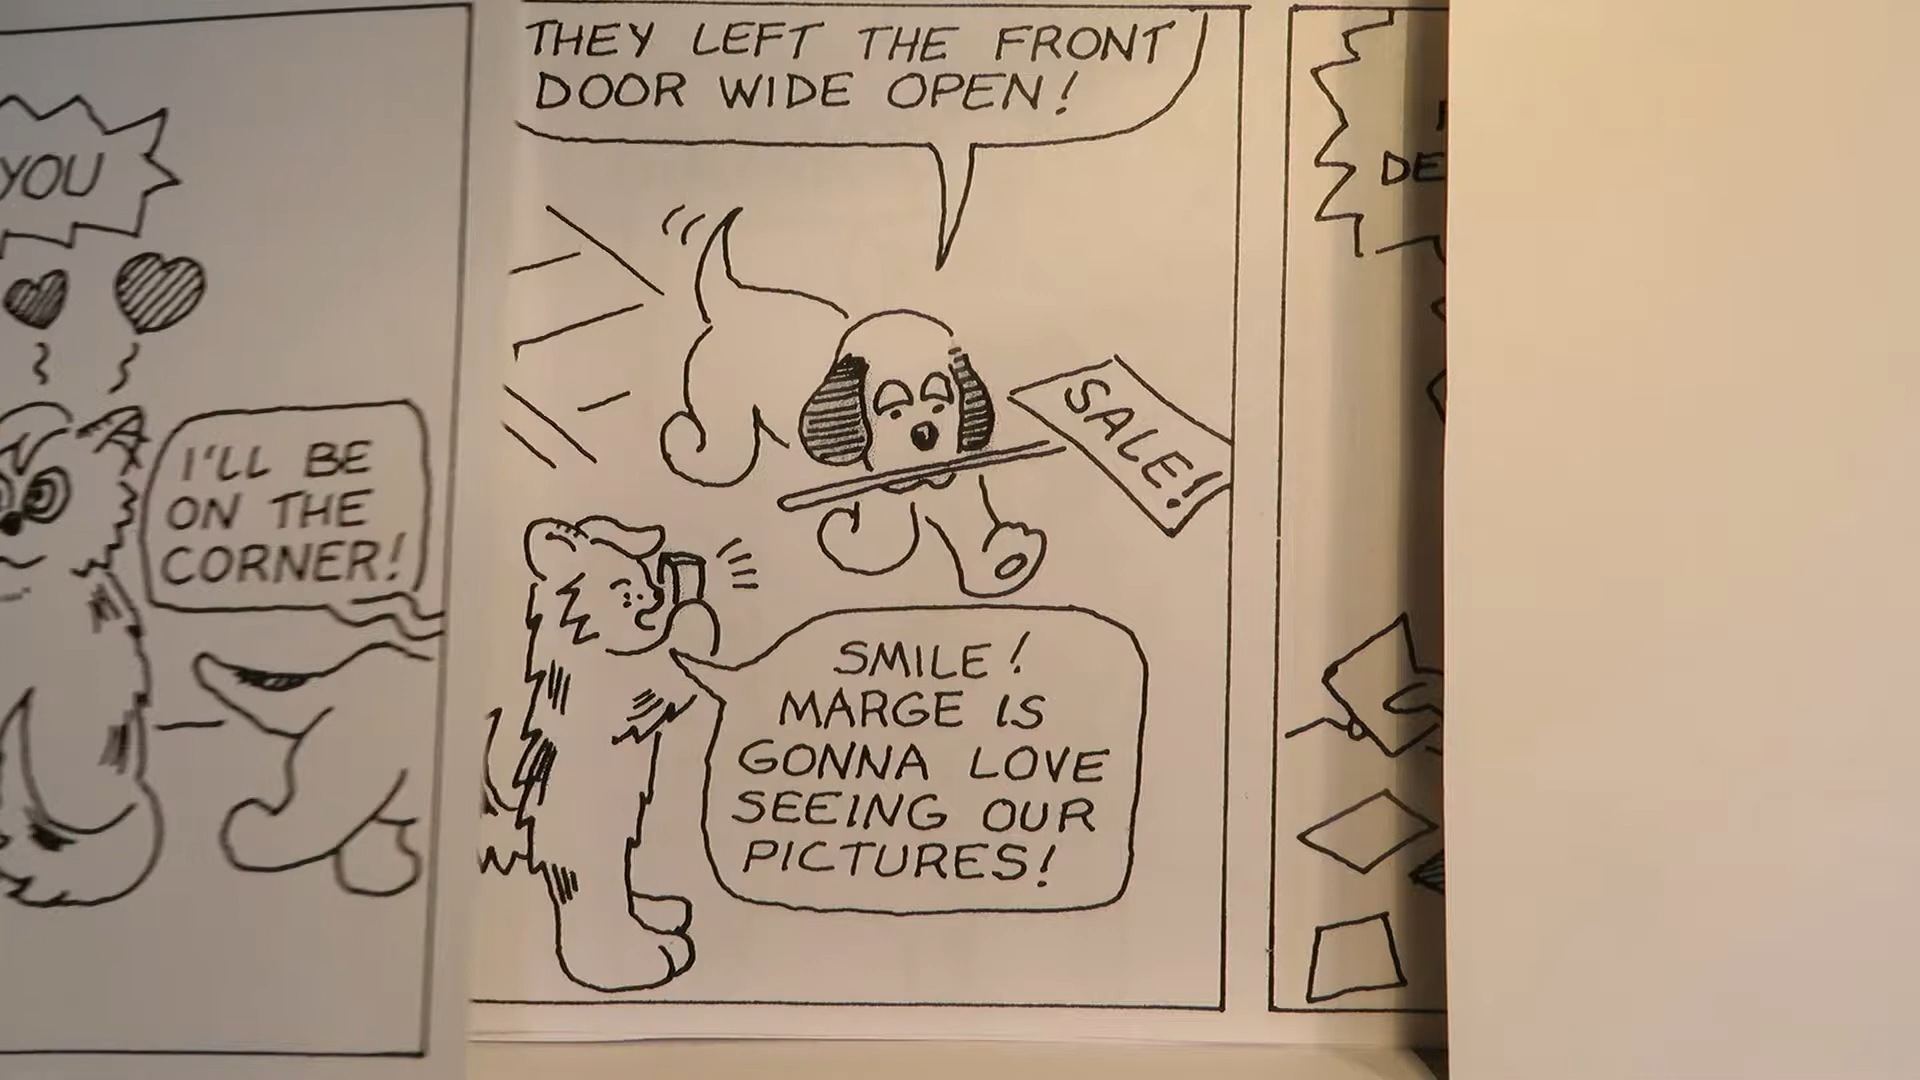 YOU
I'LL BE
ON THE
CORNER!
THEY LEFT THE FRONT
DOOR WIDE OPEN!
SALE!
SMILE!
MARGE IS
GONNA LOVE
SEEING OUR
PICTURES!
DE